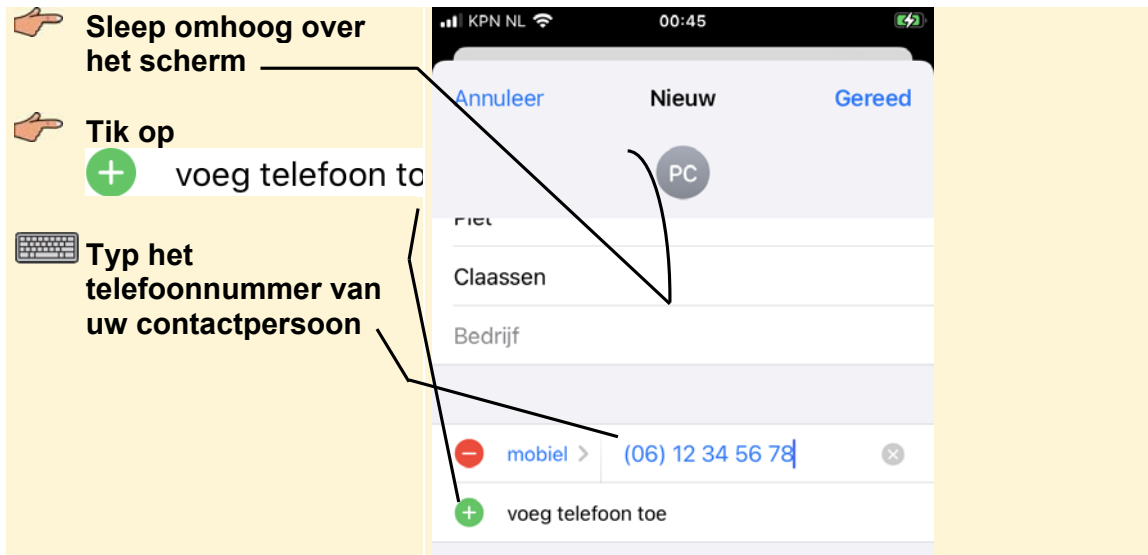 Sleep omhoog over
het scherm
Tik op
voeg telefoon to
Typ het
telefoonnummer van
uw contactpersoon
KPN NL 00:45
Annuleer Nieuw Gereed
PC
Piet
Claassen
Bedrijf
mobiel (06) 12 34 56 78
voeg telefoon toe